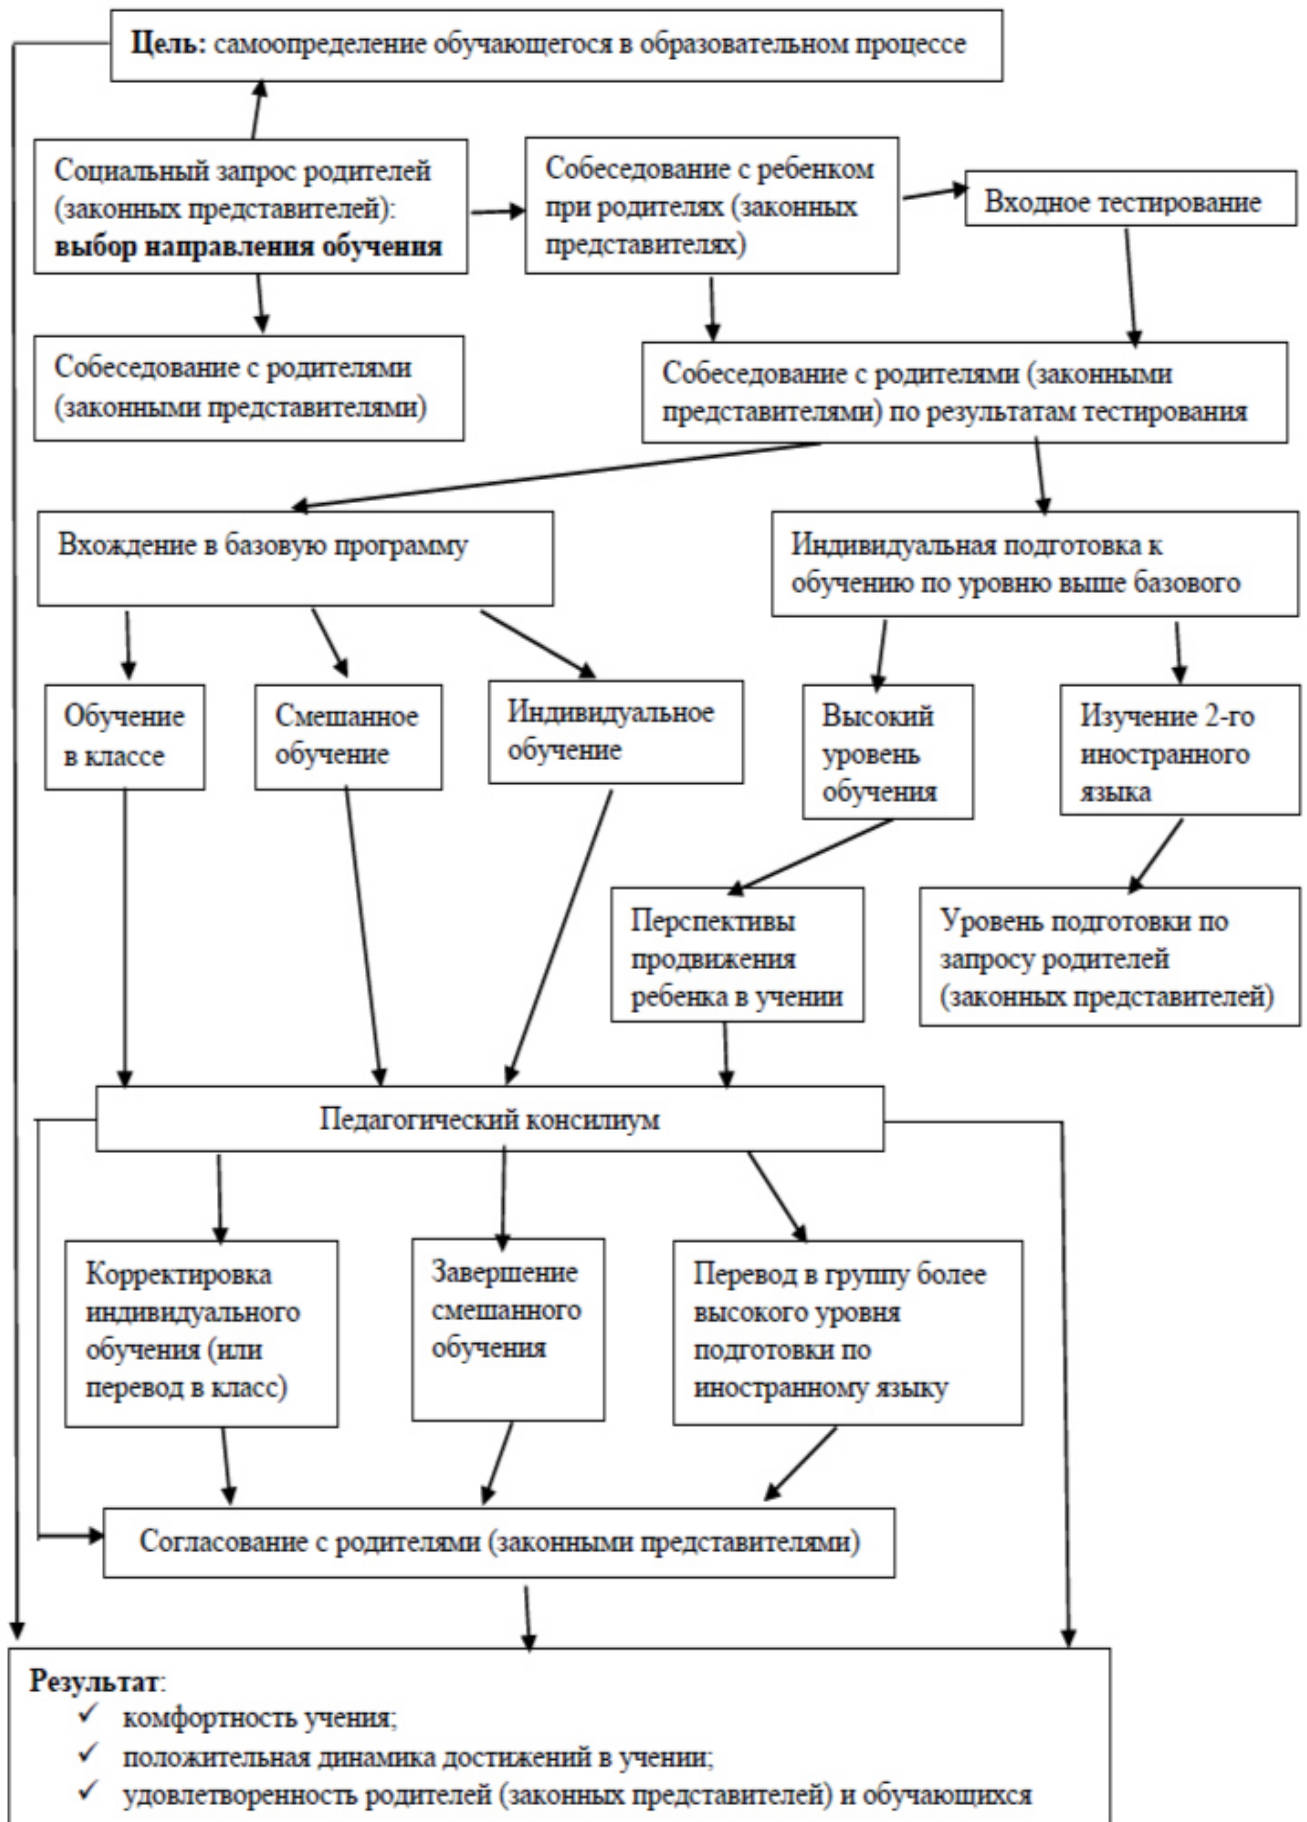 Цель: самоопределение обучающегося в образовательном процессе
Социальный запрос родителей
(законных представителей):
выбор направления обучения
Собеседование с ребенком
при родителях (законных
представителях)
Входное тестирование
Собеседование с родителями
(законными представителями)
Собеседование с родителями (законными
представителями) по результатам тестирования
Вхождение в базовую программу
Индивидуальная подготовка к
обучению по уровню выше базового
Обучение
в классе
Смешанное
обучение
Индивидуальное
обучение
Высокий
уровень
обучения
Изучение 2-го
иностранного
языка
Перспективы
продвижения
ребенка в учении
Уровень подготовки по
запросу родителей
(законных представителей)
Педагогический консилиум
Корректировка
индивидуального
обучения (или
перевод в класс)
Завершение
смешанного
обучения
Перевод в группу более
высокого уровня
подготовки по
иностранному языку
Согласование с родителями (законными представителями)
Результат:
✓ комфортность учения;
✓ положительная динамика достижений в учении;
✓ удовлетворенность родителей (законных представителей) и обучающихся